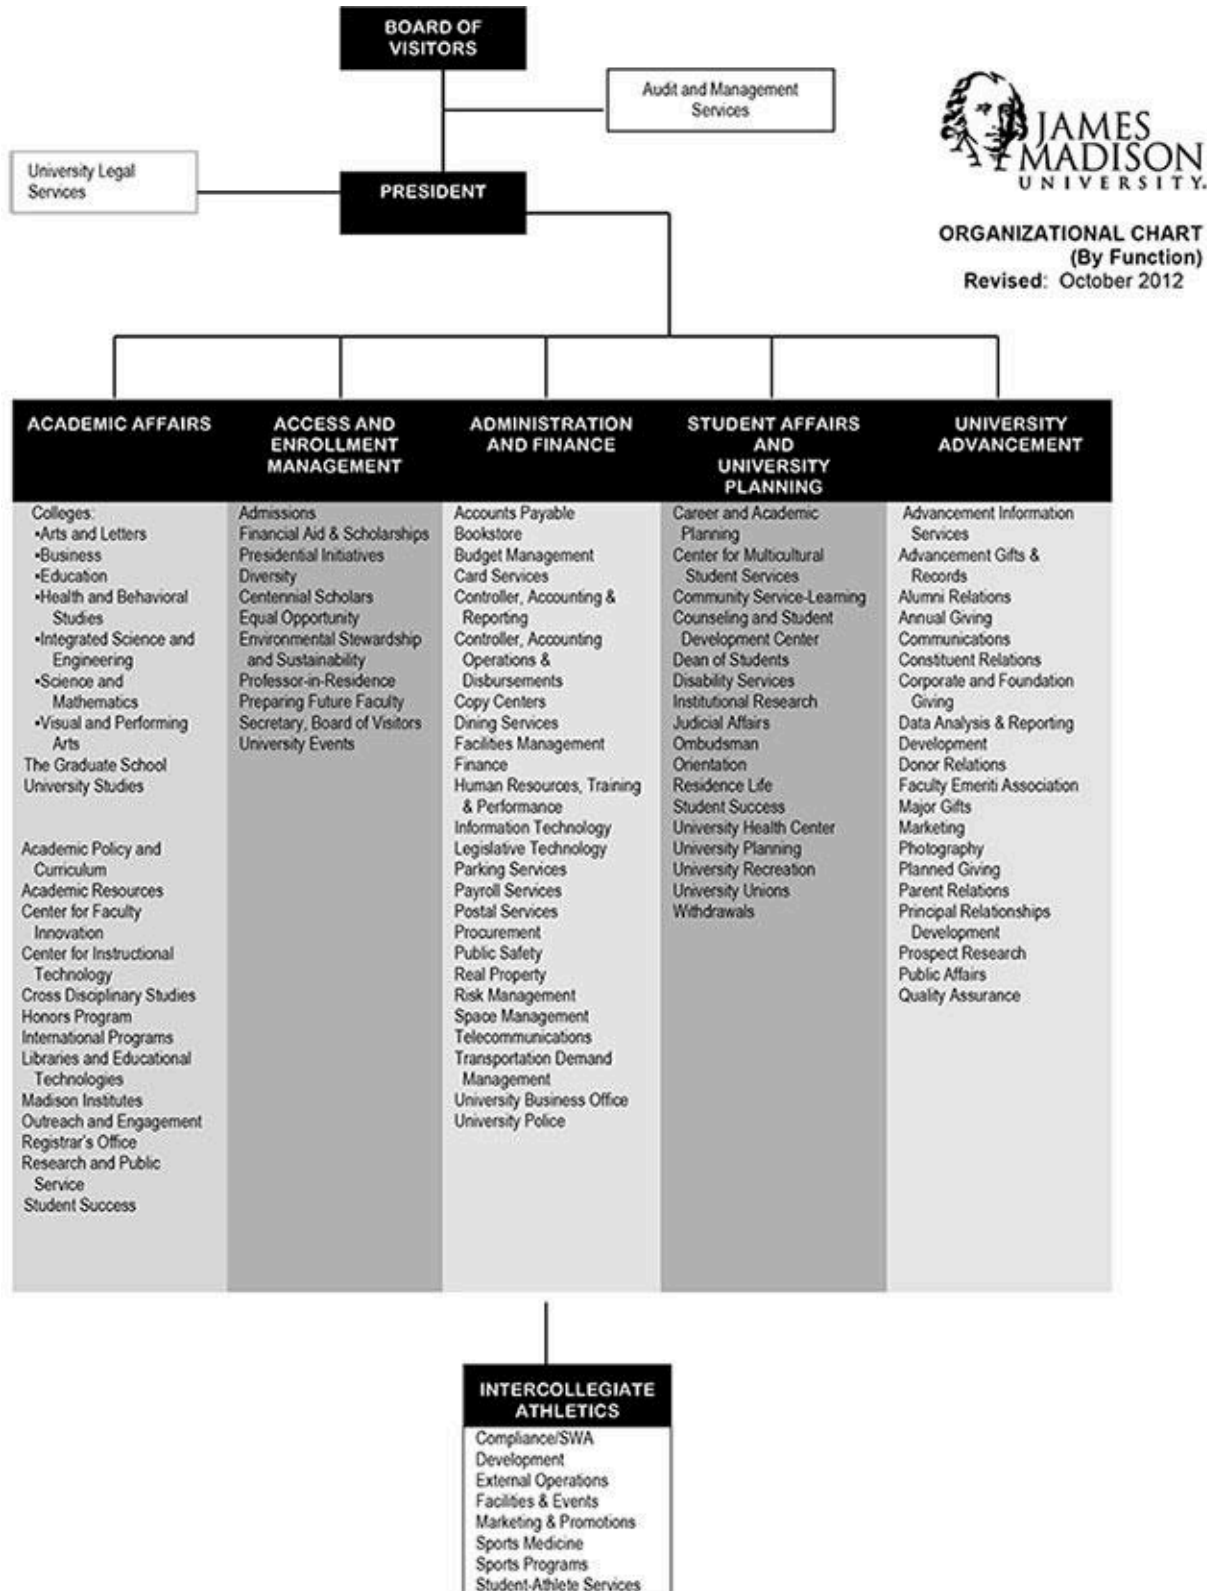 BOARD OF
VISITORS
Audit and Management
Services
JAMES
MADISON
UNIVERSITY.
University Legal
Services
PRESIDENT
ORGANIZATIONAL CHART
(By Function)
Revised: October 2012
ACADEMIC AFFAIRS
Colleges:
▪Arts and Letters
▪Business
▪Education
▪Health and Behavioral
Studies
▪Integrated Science and
Engineering
▪Science and
Mathematics
▪Visual and Performing
Arts
The Graduate School
University Studies
Academic Policy and
Curriculum
Academic Resources
Center for Faculty
Innovation
Center for Instructional
Technology
Cross Disciplinary Studies
Honors Program
International Programs
Libraries and Educational
Technologies
Madison Institutes
Outreach and Engagement
Registrar's Office
Research and Public
Service
Student Success
ACCESS AND
ENROLLMENT
MANAGEMENT
Admissions
Financial Aid & Scholarships
Presidential Initiatives
Diversity
Centennial Scholars
Equal Opportunity
Environmental Stewardship
and Sustainability
Professor-in-Residence
Preparing Future Faculty
Secretary, Board of Visitors
University Events
ADMINISTRATION
AND FINANCE
Accounts Payable
Bookstore
Budget Management
Card Services
Controller, Accounting &
Reporting
Controller, Accounting
Operations &
Disbursements
Copy Centers
Dining Services
Facilities Management
Finance
Human Resources, Training
& Performance
Information Technology
Legislative Technology
Parking Services
Payroll Services
Postal Services
Procurement
Public Safety
Real Property
Risk Management
Space Management
Telecommunications
Transportation Demand
Management
University Business Office
University Police
STUDENT AFFAIRS
AND
UNIVERSITY
PLANNING
Career and Academic
Planning
Center for Multicultural
Student Services
Community Service-Learning
Counseling and Student
Development Center
Dean of Students
Disability Services
Institutional Research
Judicial Affairs
Ombudsman
Orientation
Residence Life
Student Success
University Health Center
University Planning
University Recreation
University Unions
Withdrawals
UNIVERSITY
ADVANCEMENT
Advancement Information
Services
Advancement Gifts &
Records
Alumni Relations
Annual Giving
Communications
Constituent Relations
Corporate and Foundation
Giving
Data Analysis & Reporting
Development
Donor Relations
Faculty Emeriti Association
Major Gifts
Marketing
Photography
Planned Giving
Parent Relations
Principal Relationships
Development
Prospect Research
Public Affairs
Quality Assurance
INTERCOLLEGIATE
ATHLETICS
Compliance/SWA
Development
External Operations
Facilities & Events
Marketing & Promotions
Sports Medicine
Sports Programs
Student-Athlete Services